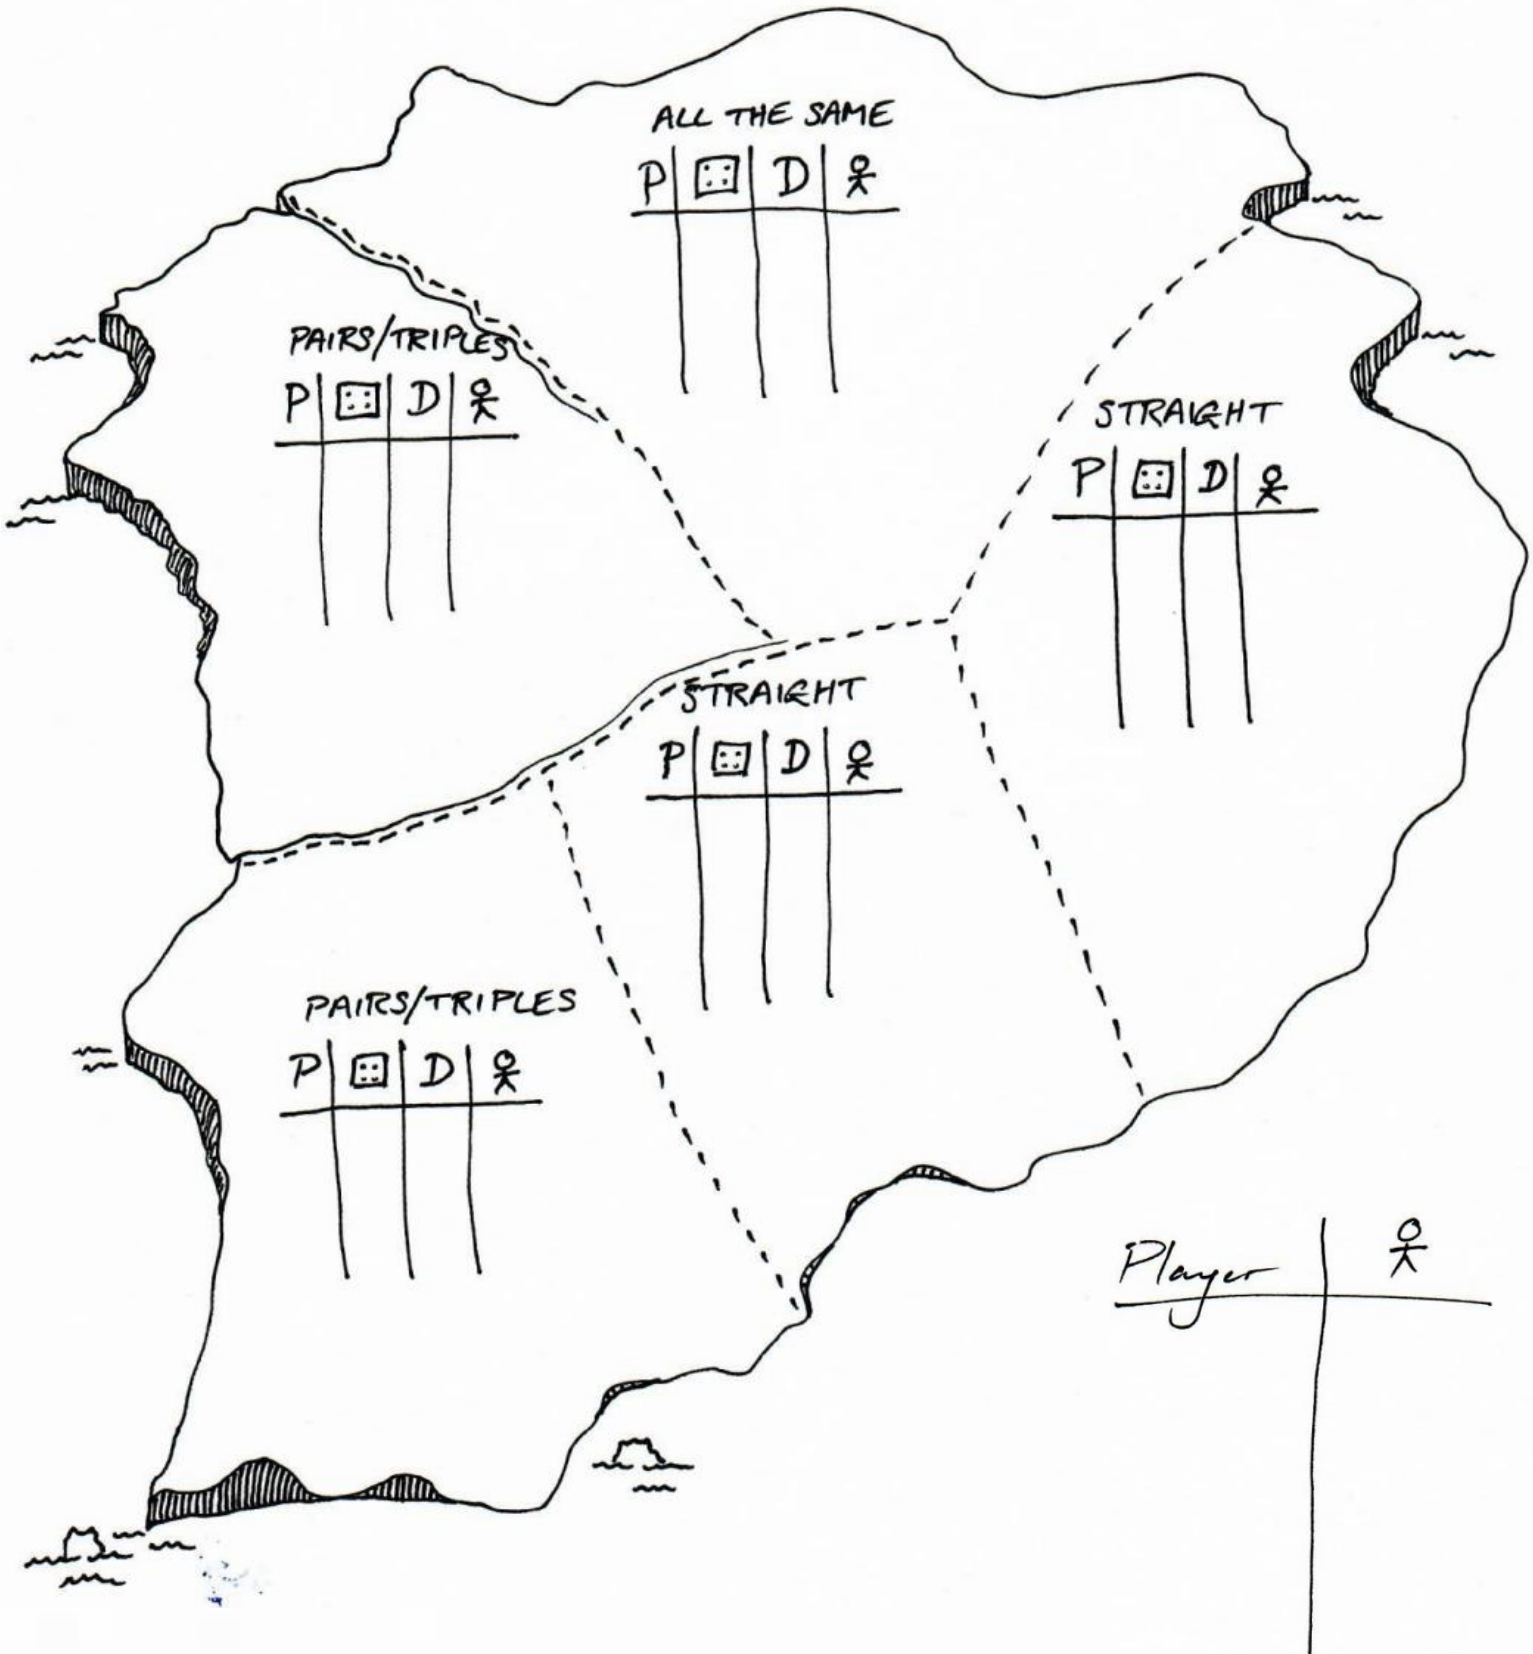 ALL THE SAME
P D
PAIRS/TRIPLES
P D
STRAIGHT
P D
STRAIGHT
P D
PAIRS/TRIPLES
P D
Player